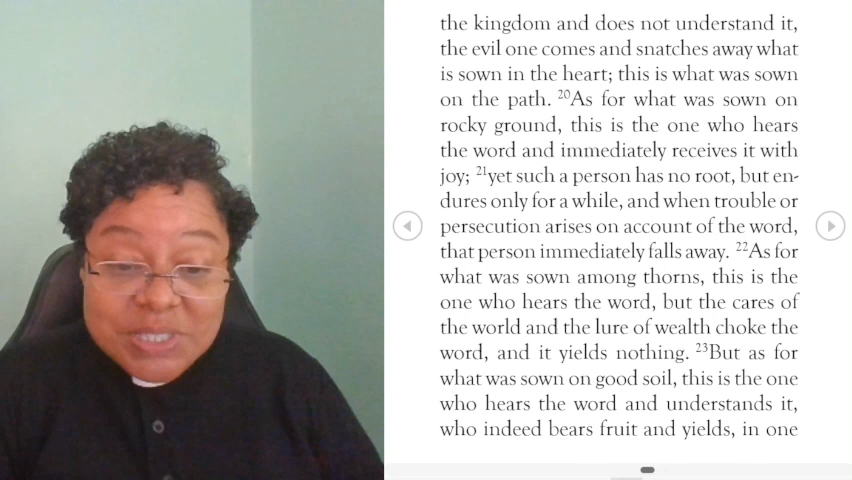 the kingdom and does not understand it,
the evil one comes and snatches away what
is sown in the heart; this is what was sown
on the path. ²⁰As for what was sown on
rocky ground, this is the one who hears
the word and immediately receives it with
joy; ²¹yet such a person has no root, but en-
dures only for a while, and when trouble or
persecution arises on account of the word,
that person immediately falls away. ²²As for
what was sown among thorns, this is the
one who hears the word, but the cares of
the world and the lure of wealth choke the
word, and it yields nothing. ²³But as for
what was sown on good soil, this is the one
who hears the word and understands it,
who indeed bears fruit and yields, in one